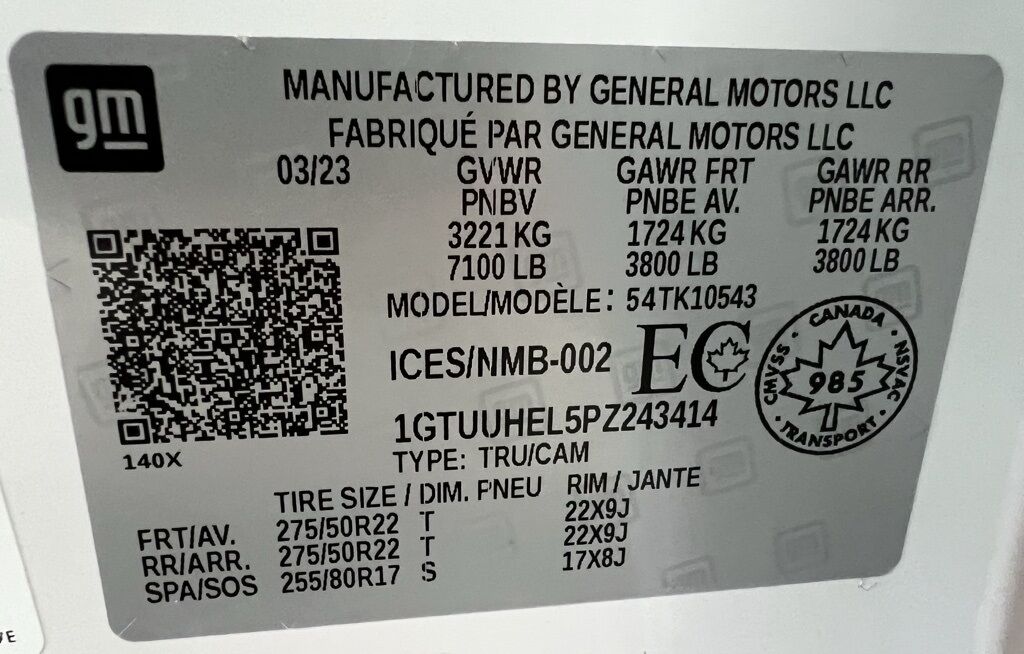 gm
MANUFACTURED BY GENERAL MOTORS LLC
FABRIQUÉ PAR GENERAL MOTORS LLC
03/23 GVWR GAWR FRT GAWR RR
PNBV PNBE AV. PNBE ARR.
3221 KG 1724 KG 1724 KG
7100 LB 3800 LB 3800 LB
MODEL/MODÈLE: 54TK10543
ICES/NMB-002 EC
CANADA
CMVSS NSVAC
985
TRANSPORT
1GTUUHEL5PZ243414
140X
TYPE: TRU/CAM
TIRE SIZE / DIM. PNEU RIM / JANTE
FRT/AV. 275/50R22 T 22X9J
RR/ARR. 275/50R22 T 22X9J
SPA/SOS 255/80R17 S 17X8J